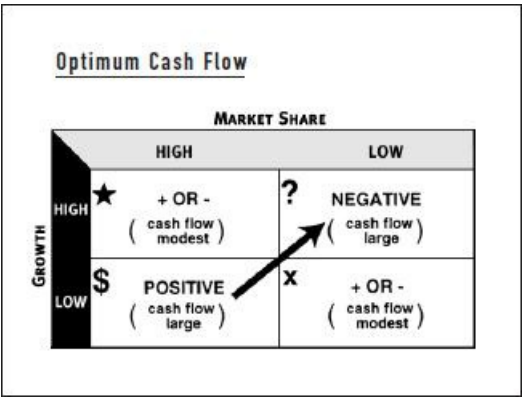 Optimum Cash Flow
MARKET SHARE
HIGH LOW
GROWTH
HIGH
★ + OR -
( cash flow modest )
? NEGATIVE
( cash flow large )
LOW
$ POSITIVE
( cash flow large )
x + OR -
( cash flow modest )